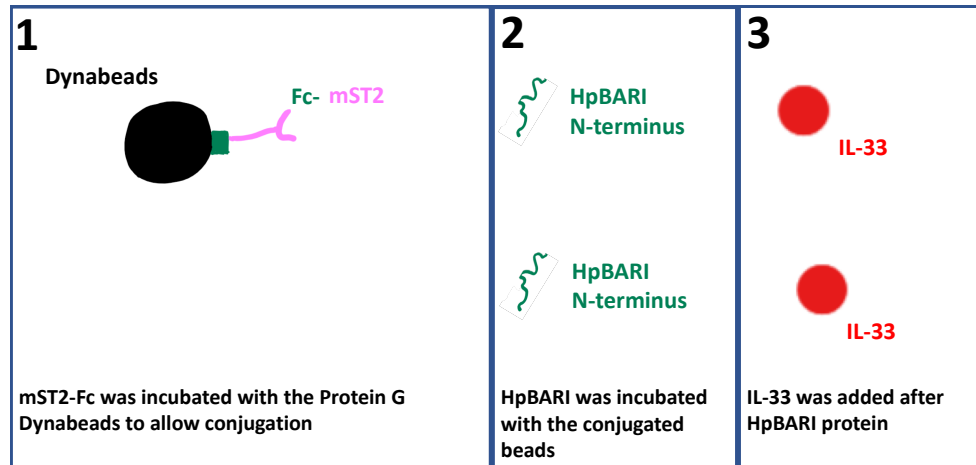 1
Dynabeads
Fc- mST2
mST2-Fc was incubated with the Protein G
Dynabeads to allow conjugation
2
HpBARI
N-terminus
HpBARI
N-terminus
HpBARI was incubated
with the conjugated
beads
3
IL-33
IL-33
IL-33 was added after
HpBARI protein